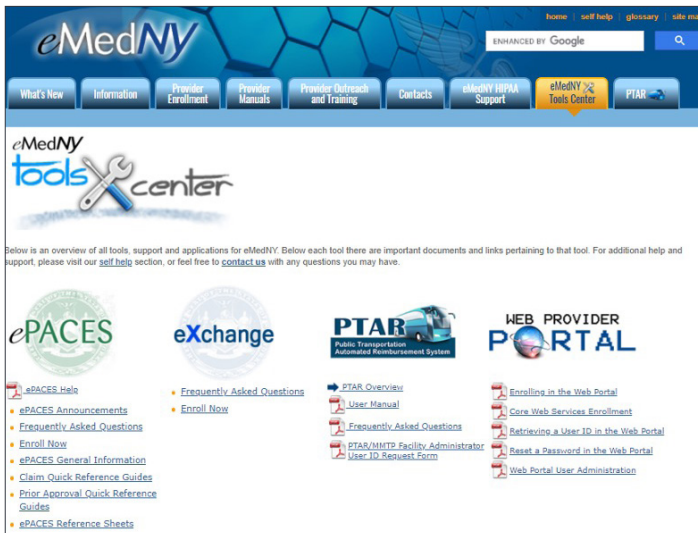 home | self help | glossary | site ma
eMedNY
ENHANCED BY Google
What's New
Information
Provider
Enrollment
Provider
Manuals
Provider Outreach
and Training
Contacts
eMedNY HIPAA
Support
eMedNY
Tools Center
PTAR
eMedNY
tools center
Below is an overview of all tools, support and applications for eMedNY. Below each tool there are important documents and links pertaining to that tool. For additional help and
support, please visit our self help section, or feel free to contact us with any questions you may have.
ePACES
ePACES Help
ePACES Announcements
Frequently Asked Questions
Enroll Now
ePACES General Information
Claim Quick Reference Guides
Prior Approval Quick Reference
Guides
ePACES Reference Sheets
eXchange
Frequently Asked Questions
Enroll Now
PTAR
Public Transportation
Automated Reimbursement System
PTAR Overview
User Manual
Frequently Asked Questions
PTAR/MMTP Facility Administrator
User ID Request Form
WEB PROVIDER
PORTAL
Enrolling in the Web Portal
Core Web Services Enrollment
Retrieving a User ID in the Web Portal
Reset a Password in the Web Portal
Web Portal User Administration